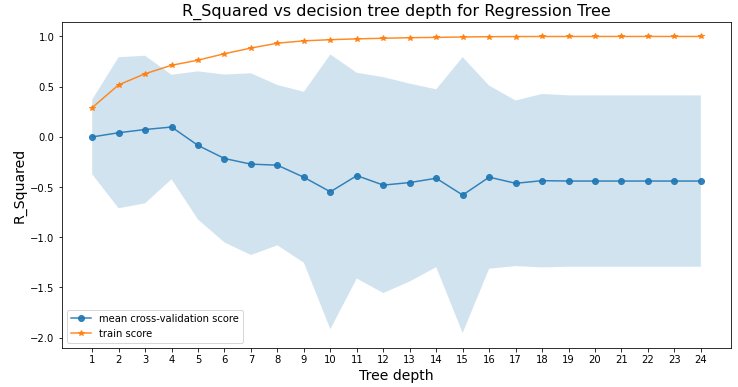 R_Squared vs decision tree depth for Regression Tree
1.0
0.5
0.0
−0.5
−1.0
−1.5
−2.0
R_Squared
mean cross-validation score
train score
1 2 3 4 5 6 7 8 9 10 11 12 13 14 15 16 17 18 19 20 21 22 23 24
Tree depth